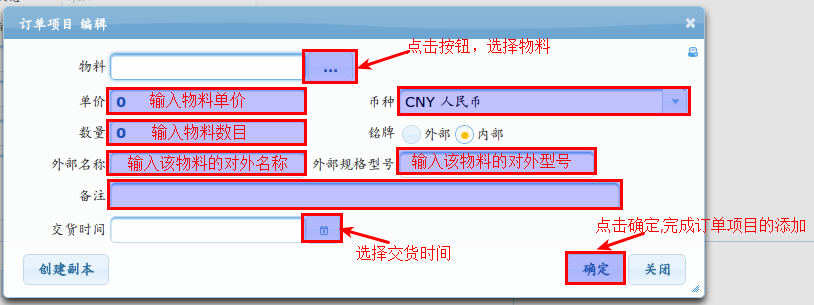 订单项目 编辑
点击按钮，选择物料
物料 ...
单价 0 输入物料单价 币种 CNY 人民币
数量 0 输入物料数目 铭牌 外部 内部
外部名称 输入该物料的对外名称 外部规格型号 输入该物料的对外型号
备注
交货时间
点击确定,完成订单项目的添加
选择交货时间
创建副本 确定 关闭